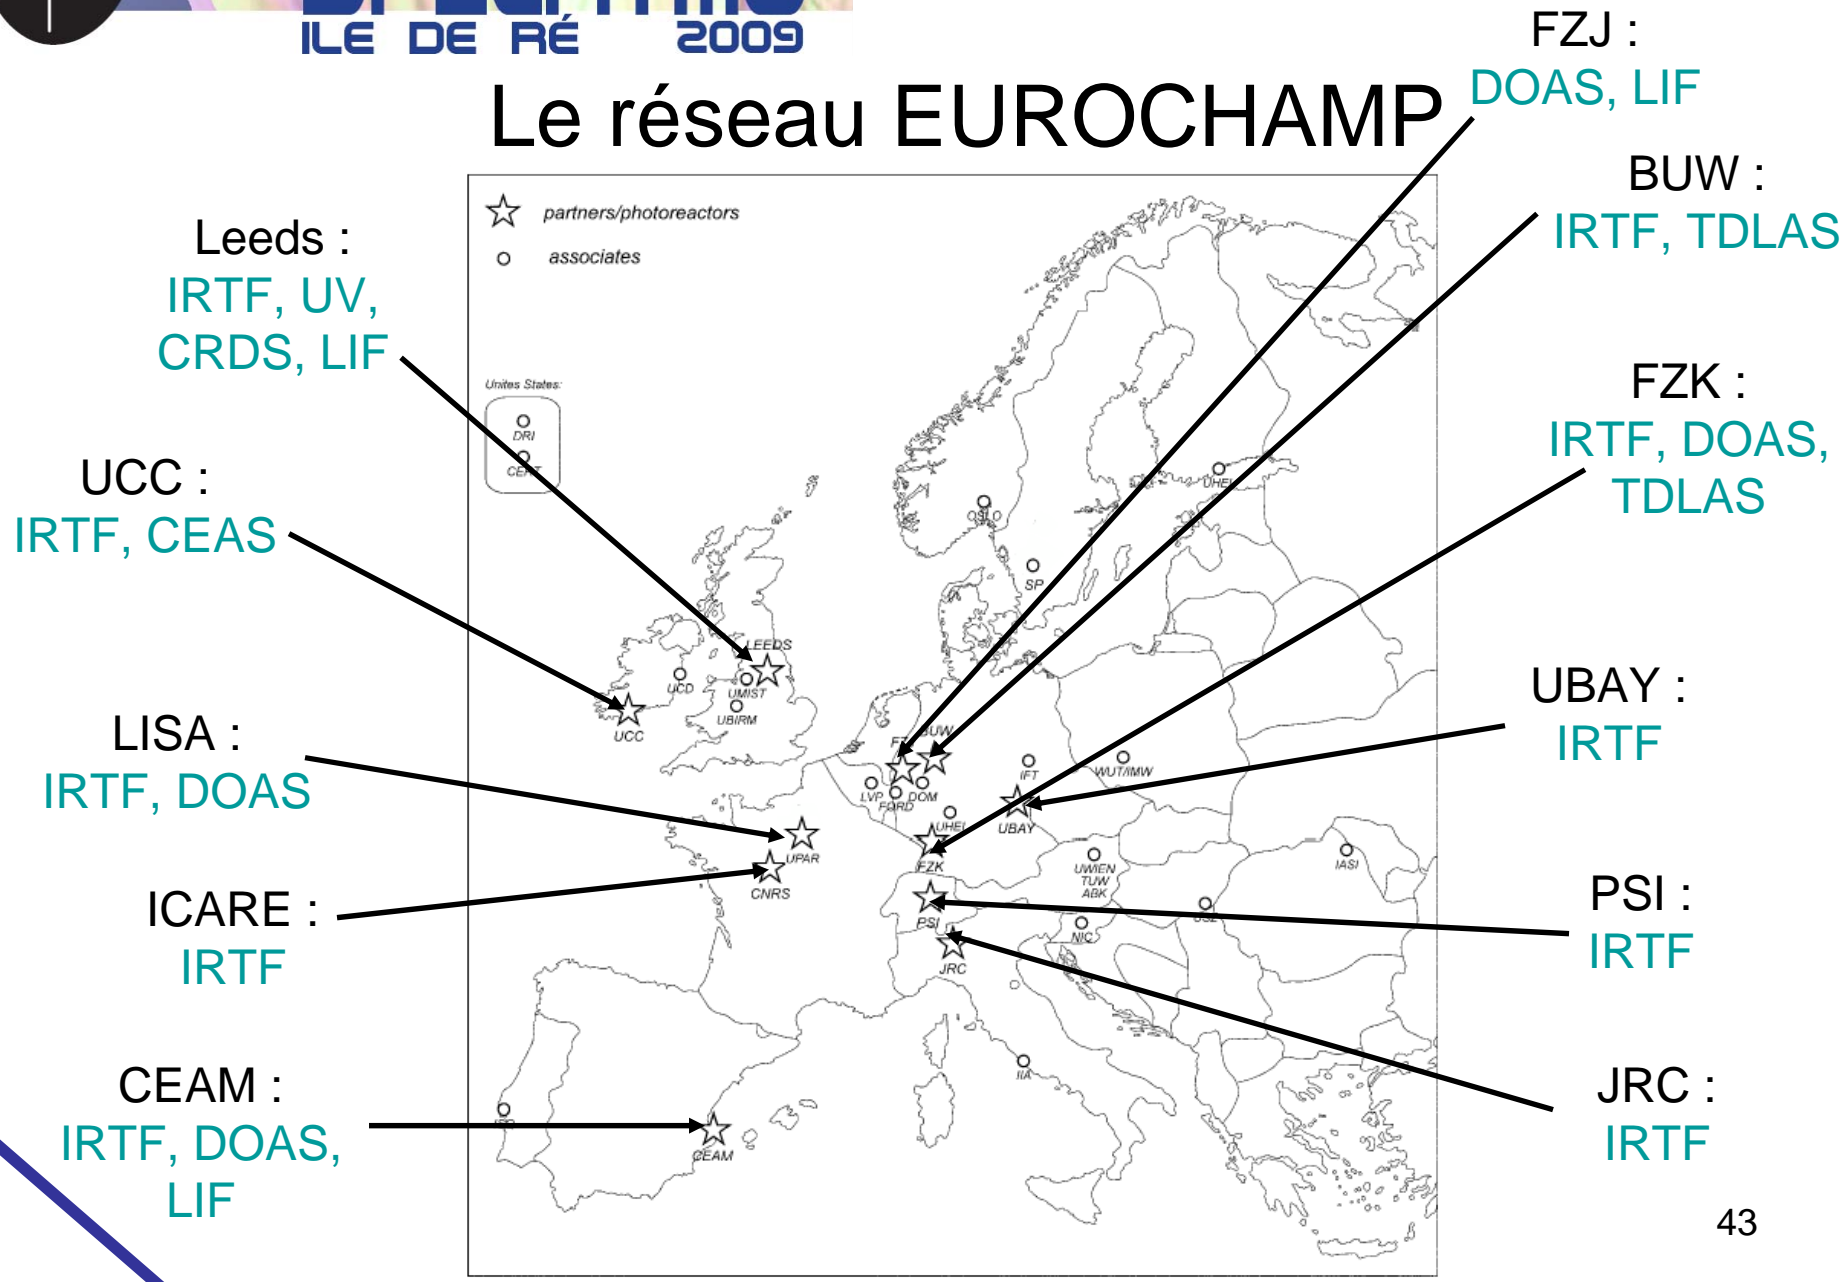 ILE DE RÉ 2009
Le réseau EUROCHAMP
FZJ :
DOAS, LIF
BUW :
IRTF, TDLAS
FZK :
IRTF, DOAS,
TDLAS
UBAY :
IRTF
PSI :
IRTF
JRC :
IRTF
Leeds :
IRTF, UV,
CRDS, LIF
UCC :
IRTF, CEAS
LISA :
IRTF, DOAS
ICARE :
IRTF
CEAM :
IRTF, DOAS,
LIF
partners/photoreactors
associates
Unites States:
DRI
CERT
UHEL
OSLO
SP
LEEDS
UCD
UMIST
UBIRM
UCC
BUW
IFT
WUT/IMW
LVP
FORD
DOM
UHEI
UBAY
UPAR
FZK
CNRS
UWIEN
TUW
ABK
IASI
PSI
NIC
JRC
IIA
CEAM
43